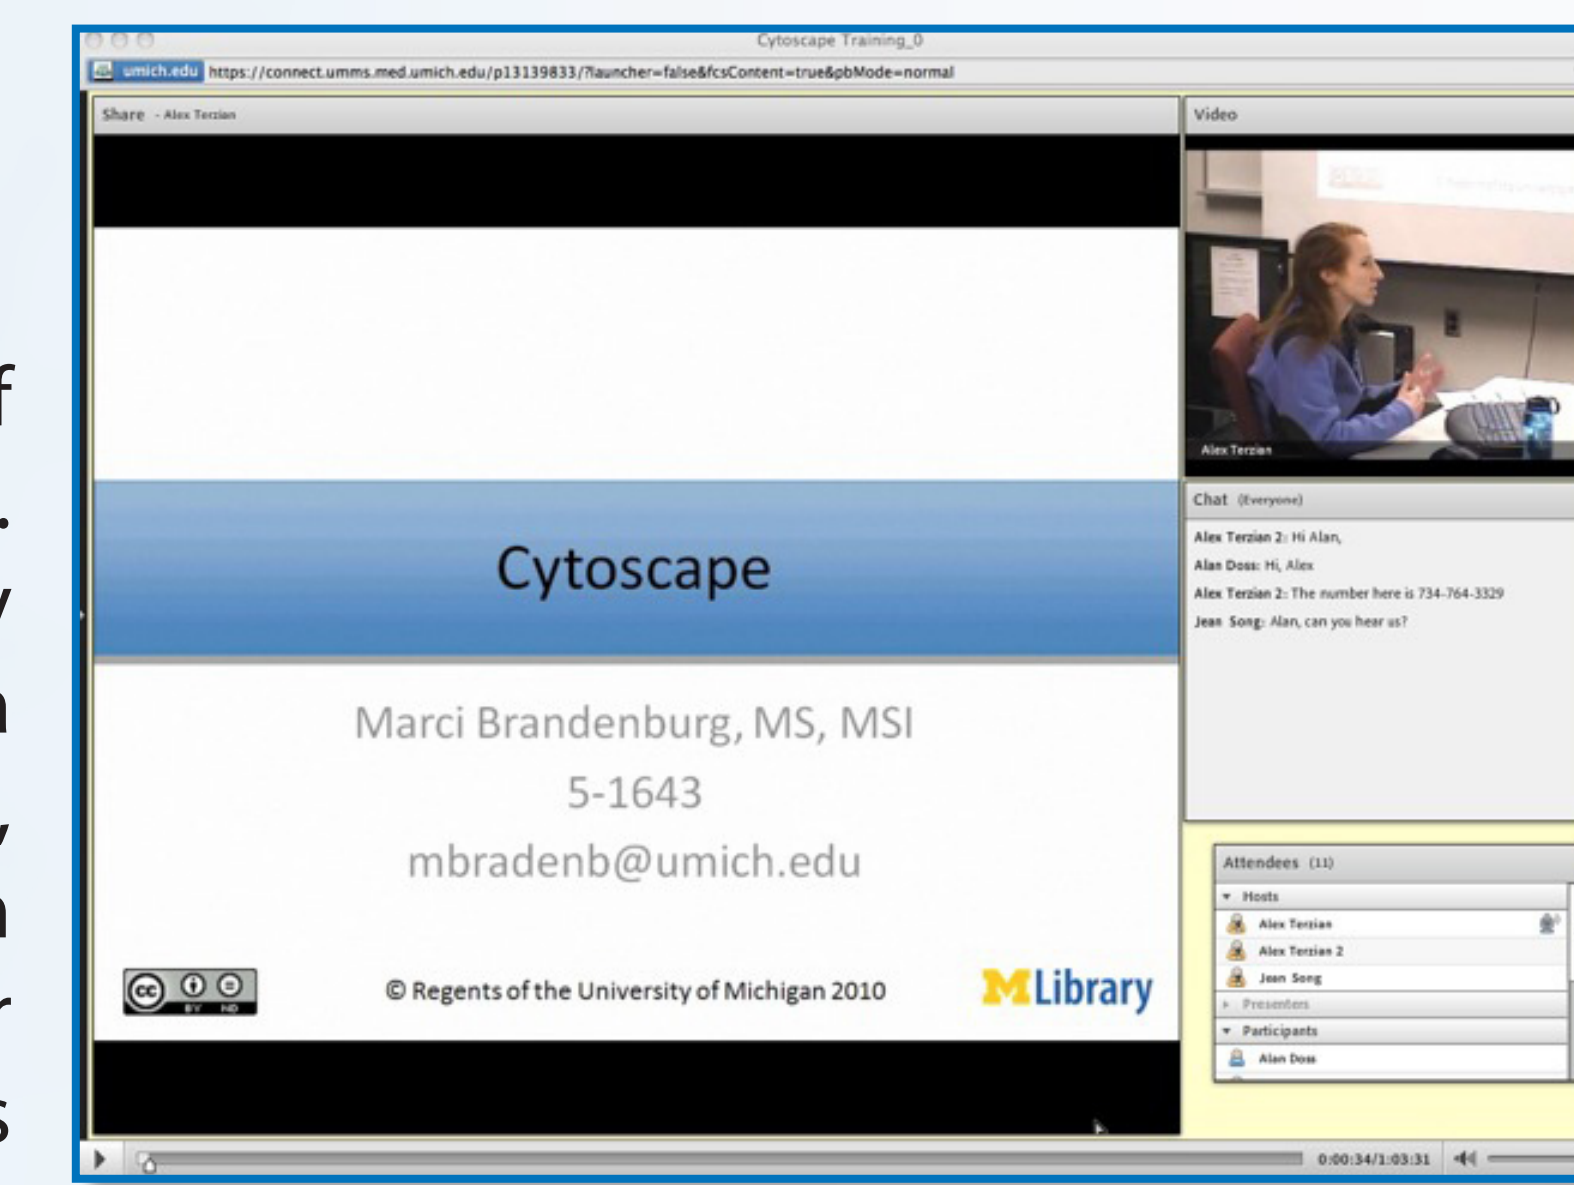 f
.
y
n
,
n
r
s
Cytoscape Training_0
umich.edu https://connect.umms.med.umich.edu/p13139833/?launcher=false&fcsContent=true&pbMode=normal
Share - Alex Terzian
Cytoscape
Marci Brandenburg, MS, MSI
5-1643
mbradenb@umich.edu
cc BY ND
© Regents of the University of Michigan 2010
MLibrary
Video
Alex Terzian
Chat (Everyone)
Alex Terzian 2: Hi Alan,
Alan Doss: Hi, Alex
Alex Terzian 2: The number here is 734-764-3329
Jean Song: Alan, can you hear us?
Attendees (11)
Hosts
Alex Terzian
Alex Terzian 2
Jean Song
Presenters
Participants
Alan Doss
0:00:34/1:03:31